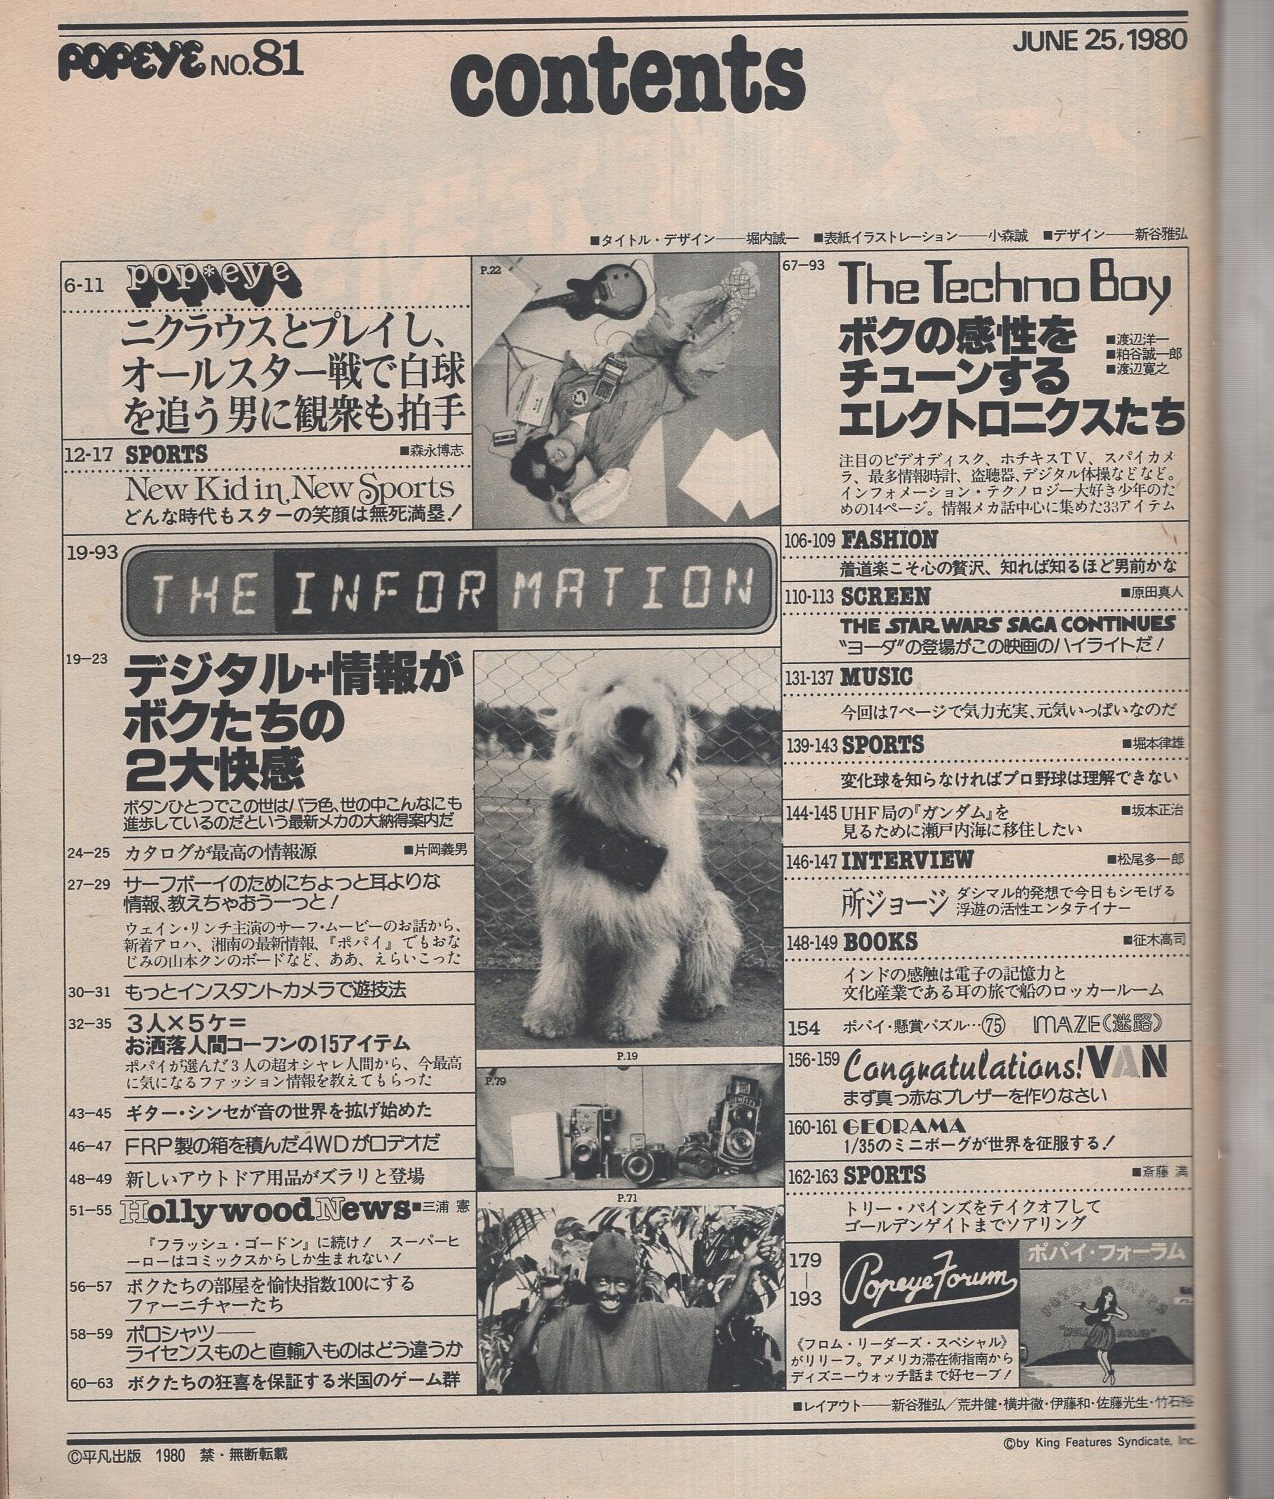 POPEYE NO.81
contents
JUNE 25,1980
■タイトル・デザイン――堀内誠一 ■表紙イラストレーション――小森誠 ■デザイン――新谷雅弘
6-11 pop*eye
ニクラウスとプレイし、
オールスター戦で白球
を追う男に観衆も拍手
12-17 SPORTS ■森永博志
New Kid in New Sports
どんな時代もスターの笑顔は無死満塁!
P.22
19-93
THE INFORMATION
19-23
デジタル+情報が
ボクたちの
2大快感
ボタンひとつでこの世はバラ色、世の中こんなにも
進歩しているのだという最新メカの大納得案内だ
24-25 カタログが最高の情報源 ■片岡義男
27-29 サーフボーイのためにちょっと耳よりな
情報、教えちゃおうーっと!
ウェイン・リンチ主演のサーフ・ムービーのお話から、
新着アロハ、湘南の最新情報、『ポパイ』でもおな
じみの山本クンのボードなど、ああ、えらいこった
30-31 もっとインスタントカメラで遊技法
32-35 3人×5ケ=
お洒落人間コーフンの15アイテム
ポパイが選んだ3人の超オシャレ人間から、今最高
に気になるファッション情報を教えてもらった
43-45 ギター・シンセが音の世界を拡げ始めた
46-47 FRP製の箱を積んだ4WDがロデオだ
48-49 新しいアウトドア用品がズラリと登場
51-55 Hollywood News ■三浦 憲
『フラッシュ・ゴードン』に続け! スーパーヒ
ーローはコミックスからしか生まれない!
56-57 ボクたちの部屋を愉快指数100にする
ファーニチャーたち
58-59 ポロシャツ――
ライセンスものと直輸入ものはどう違うか
60-63 ボクたちの狂喜を保証する米国のゲーム群
P.19
P.79
P.71
67-93 The Techno Boy
ボクの感性を
チューンする
エレクトロニクスたち
■渡辺洋一
■粕谷誠一郎
■渡辺寛之
注目のビデオディスク、ホチキスTV、スパイカメ
ラ、最多情報時計、盗聴器、デジタル体操などなど。
インフォメーション・テクノロジー大好き少年のた
めの14ページ。情報メカ話中心に集めた33アイテム
106-109 FASHION
着道楽こそ心の贅沢、知れば知るほど男前かな
110-113 SCREEN ■原田真人
THE STAR WARS SAGA CONTINUES
“ヨーダ”の登場がこの映画のハイライトだ!
131-137 MUSIC
今回は7ページで気力充実、元気いっぱいなのだ
139-143 SPORTS ■堀本律雄
変化球を知らなければプロ野球は理解できない
144-145 UHF局の『ガンダム』を ■坂本正治
見るために瀬戸内海に移住したい
146-147 INTERVIEW ■松尾多一郎
所ジョージ ダシマル的発想で今日もシモげる
浮遊の活性エンタテイナー
148-149 BOOKS ■征木高司
インドの感触は電子の記憶力と
文化産業である耳の旅で船のロッカールーム
154 ポパイ・懸賞パズル…75 MAZE(迷路)
156-159 Congratulations! VAN
まず真っ赤なブレザーを作りなさい
160-161 GEORAMA
1/35のミニボーグが世界を征服する!
162-163 SPORTS ■斎藤 満
トリー・パインズをテイクオフして
ゴールデンゲイトまでソアリング
179
|
193
Popeye Forum
ポパイ・フォーラム
POTATO CHIPS
《フロム・リーダーズ・スペシャル》
がリリーフ。アメリカ滞在術指南から
ディズニーウォッチ話まで好セーブ!
■レイアウト――新谷雅弘/荒井健・横井徹・伊藤和・佐藤光生・竹石裕
©平凡出版 1980 禁・無断転載
©by King Features Syndicate, Inc.